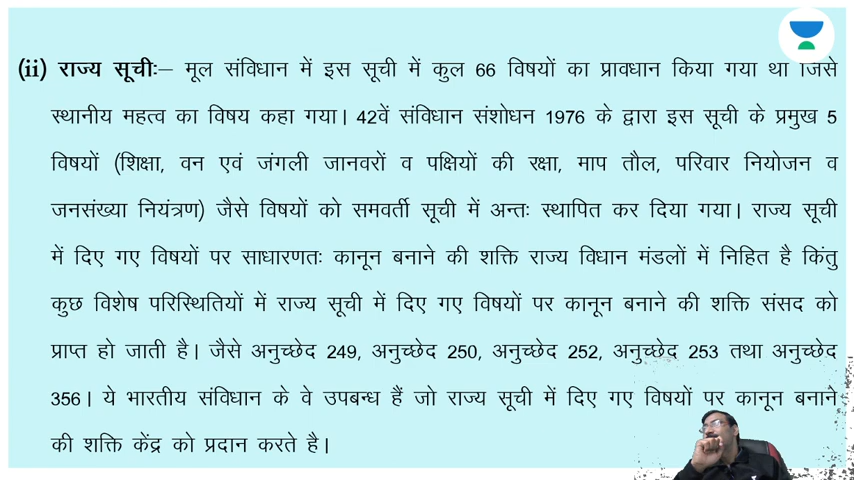 (ii) राज्य सूचीः– मूल संविधान में इस सूची में कुल 66 विषयों का प्रावधान किया गया था जिसे
स्थानीय महत्व का विषय कहा गया। 42वें संविधान संशोधन 1976 के द्वारा इस सूची के प्रमुख 5
विषयों (शिक्षा, वन एवं जंगली जानवरों व पक्षियों की रक्षा, माप तौल, परिवार नियोजन व
जनसंख्या नियंत्रण) जैसे विषयों को समवर्ती सूची में अन्तः स्थापित कर दिया गया। राज्य सूची
में दिए गए विषयों पर साधारणतः कानून बनाने की शक्ति राज्य विधान मंडलों में निहित है किंतु
कुछ विशेष परिस्थितियों में राज्य सूची में दिए गए विषयों पर कानून बनाने की शक्ति संसद को
प्राप्त हो जाती है। जैसे अनुच्छेद 249, अनुच्छेद 250, अनुच्छेद 252, अनुच्छेद 253 तथा अनुच्छेद
356। ये भारतीय संविधान के वे उपबन्ध हैं जो राज्य सूची में दिए गए विषयों पर कानून बनाने
की शक्ति केंद्र को प्रदान करते है।